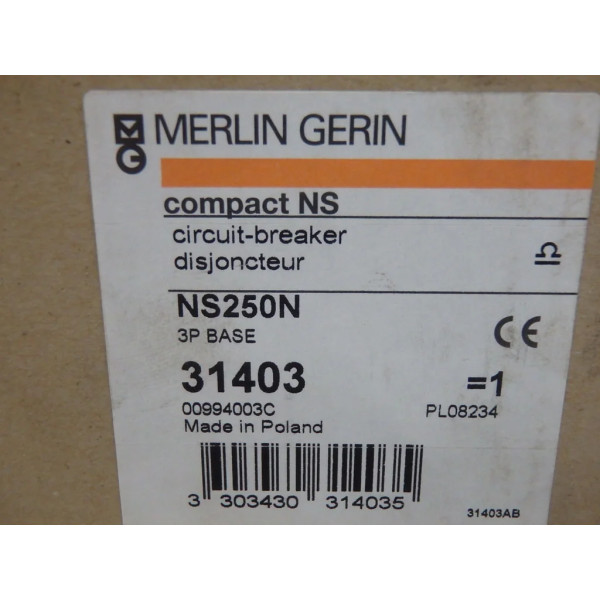 MERLIN GERIN
compact NS
circuit-breaker
disjoncteur
NS250N
3P BASE
31403 =1
00994003C PL08234
Made in Poland
CE
3 303430 314035
31403AB